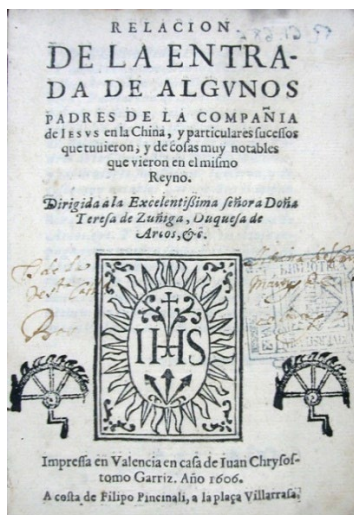 RELACION
DE LA ENTRA-
DA DE ALGVNOS
PADRES DE LA COMPAÑIA
de IESVS en la China, y particulares sucessos
que tuuieron, y de cosas muy notables
que vieron en el mismo
Reyno.
Dirigida a la Excelentissima señora Doña
Teresa de Zuñiga, Duquesa de
Arcos, &c.
IHS
Impressa en Valencia en casa de Iuan Chrysos-
tomo Garriz. Año 1606.
A costa de Filipo Pincinali, a la plaça Villarrasa.